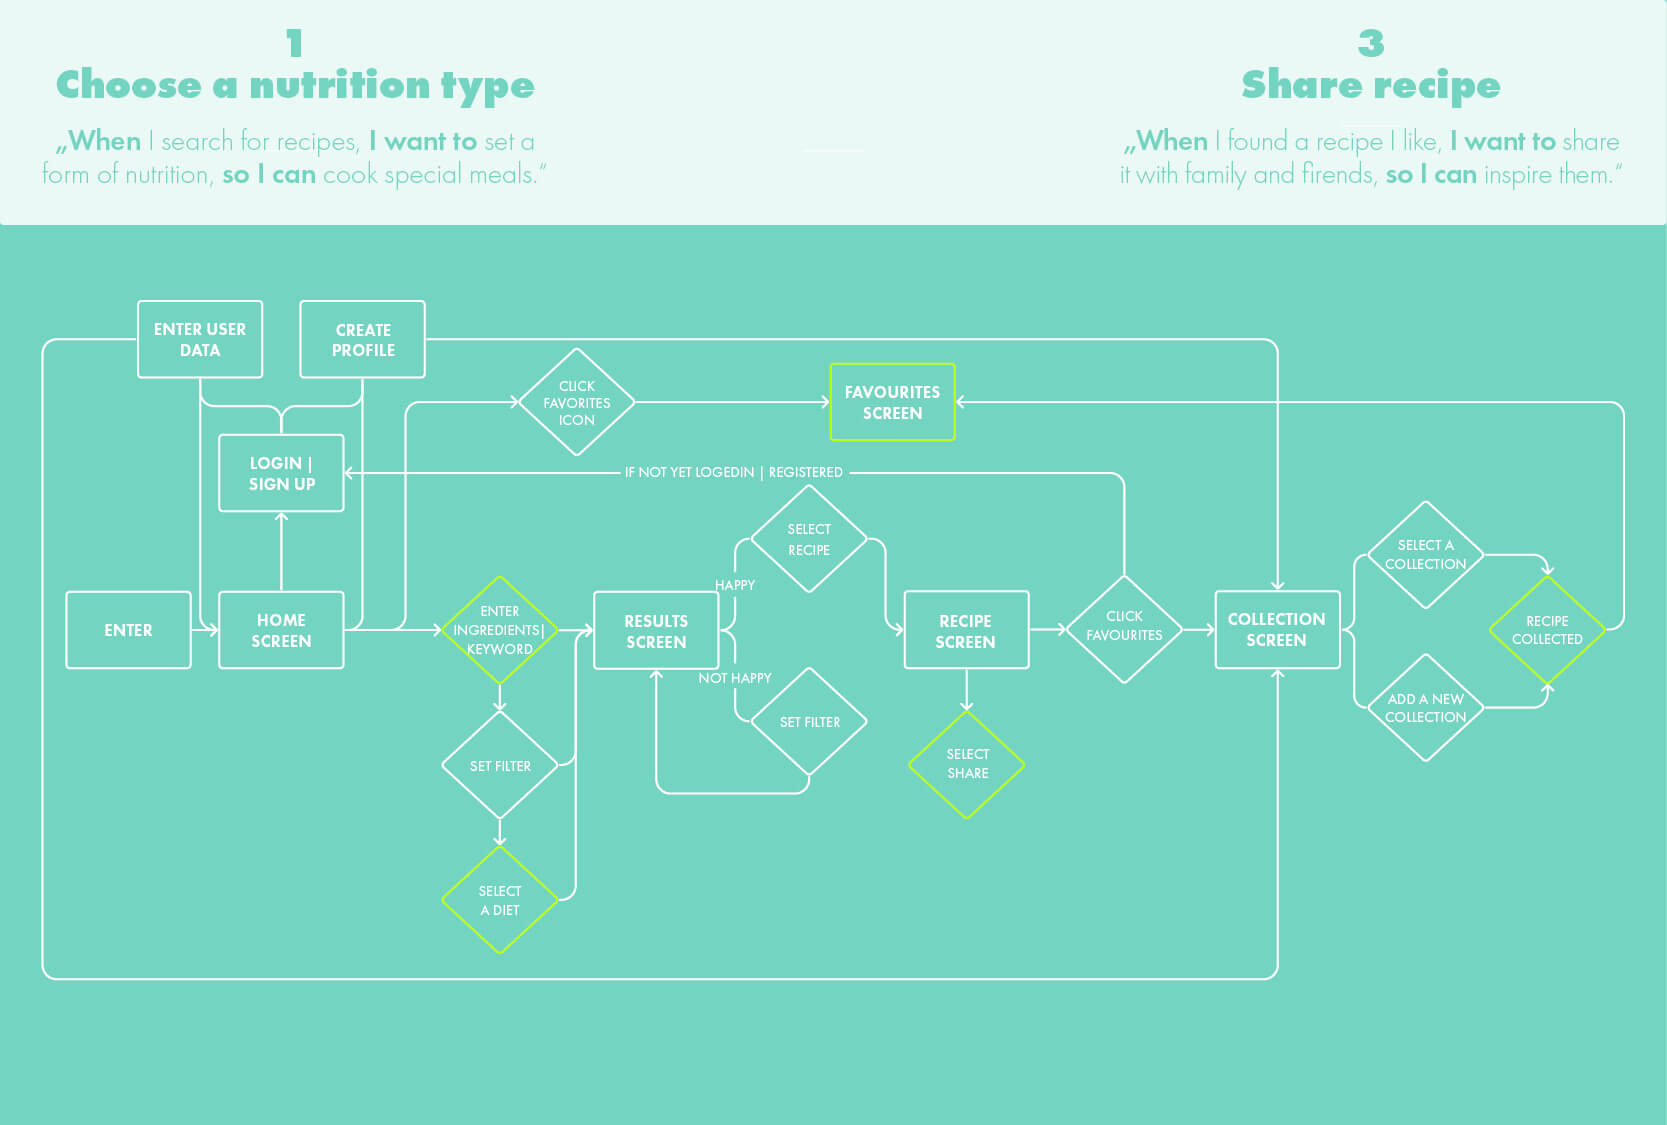 1
Choose a nutrition type
„When I search for recipes, I want to set a
form of nutrition, so I can cook special meals.“
3
Share recipe
„When I found a recipe I like, I want to share
it with family and firends, so I can inspire them.“
ENTER USER
DATA
CREATE
PROFILE
CLICK
FAVORITES
ICON
FAVOURITES
SCREEN
LOGIN |
SIGN UP
IF NOT YET LOGEDIN | REGISTERED
SELECT
RECIPE
SELECT A
COLLECTION
HAPPY
ENTER
HOME
SCREEN
ENTER
INGREDIENTS|
KEYWORD
RESULTS
SCREEN
RECIPE
SCREEN
CLICK
FAVOURITES
COLLECTION
SCREEN
RECIPE
COLLECTED
NOT HAPPY
SET FILTER
ADD A NEW
COLLECTION
SET FILTER
SELECT
SHARE
SELECT
A DIET